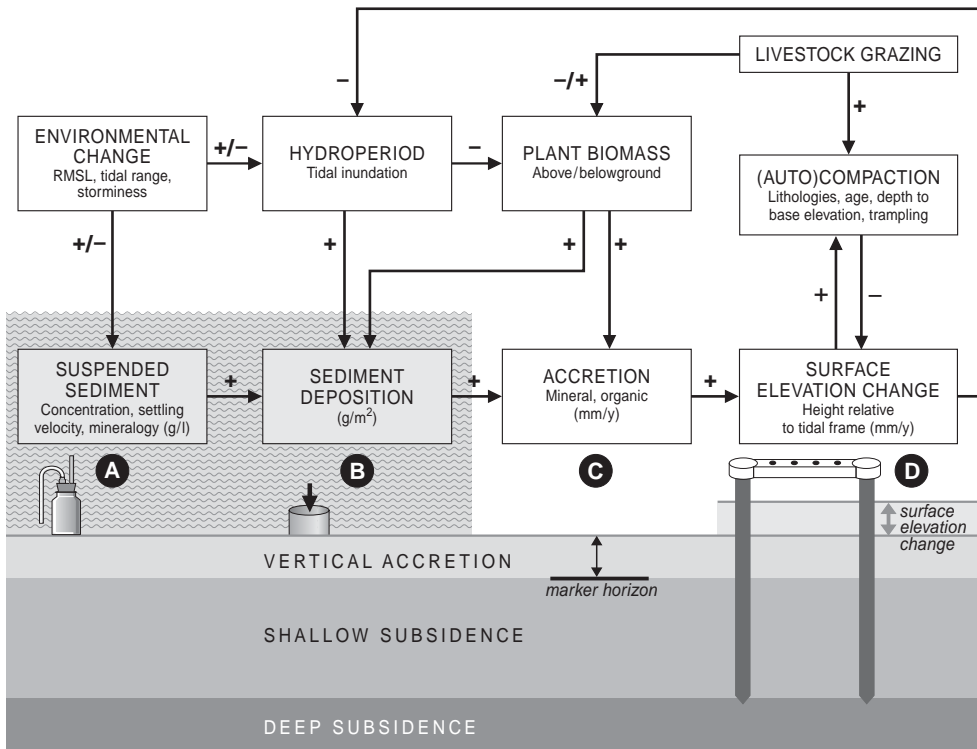 LIVESTOCK GRAZING
–
–/+
+
ENVIRONMENTAL
CHANGE
RMSL, tidal range,
storminess
+/–
HYDROPERIOD
Tidal inundation
–
PLANT BIOMASS
Above/belowground
(AUTO)COMPACTION
Lithologies, age, depth to
base elevation, trampling
+/–
+
+
+
+
–
SUSPENDED
SEDIMENT
Concentration, settling
velocity, mineralogy (g/l)
+
SEDIMENT
DEPOSITION
(g/m²)
+
ACCRETION
Mineral, organic
(mm/y)
+
SURFACE
ELEVATION CHANGE
Height relative
to tidal frame (mm/y)
A
B
C
D
surface
elevation
change
VERTICAL ACCRETION
marker horizon
SHALLOW SUBSIDENCE
DEEP SUBSIDENCE